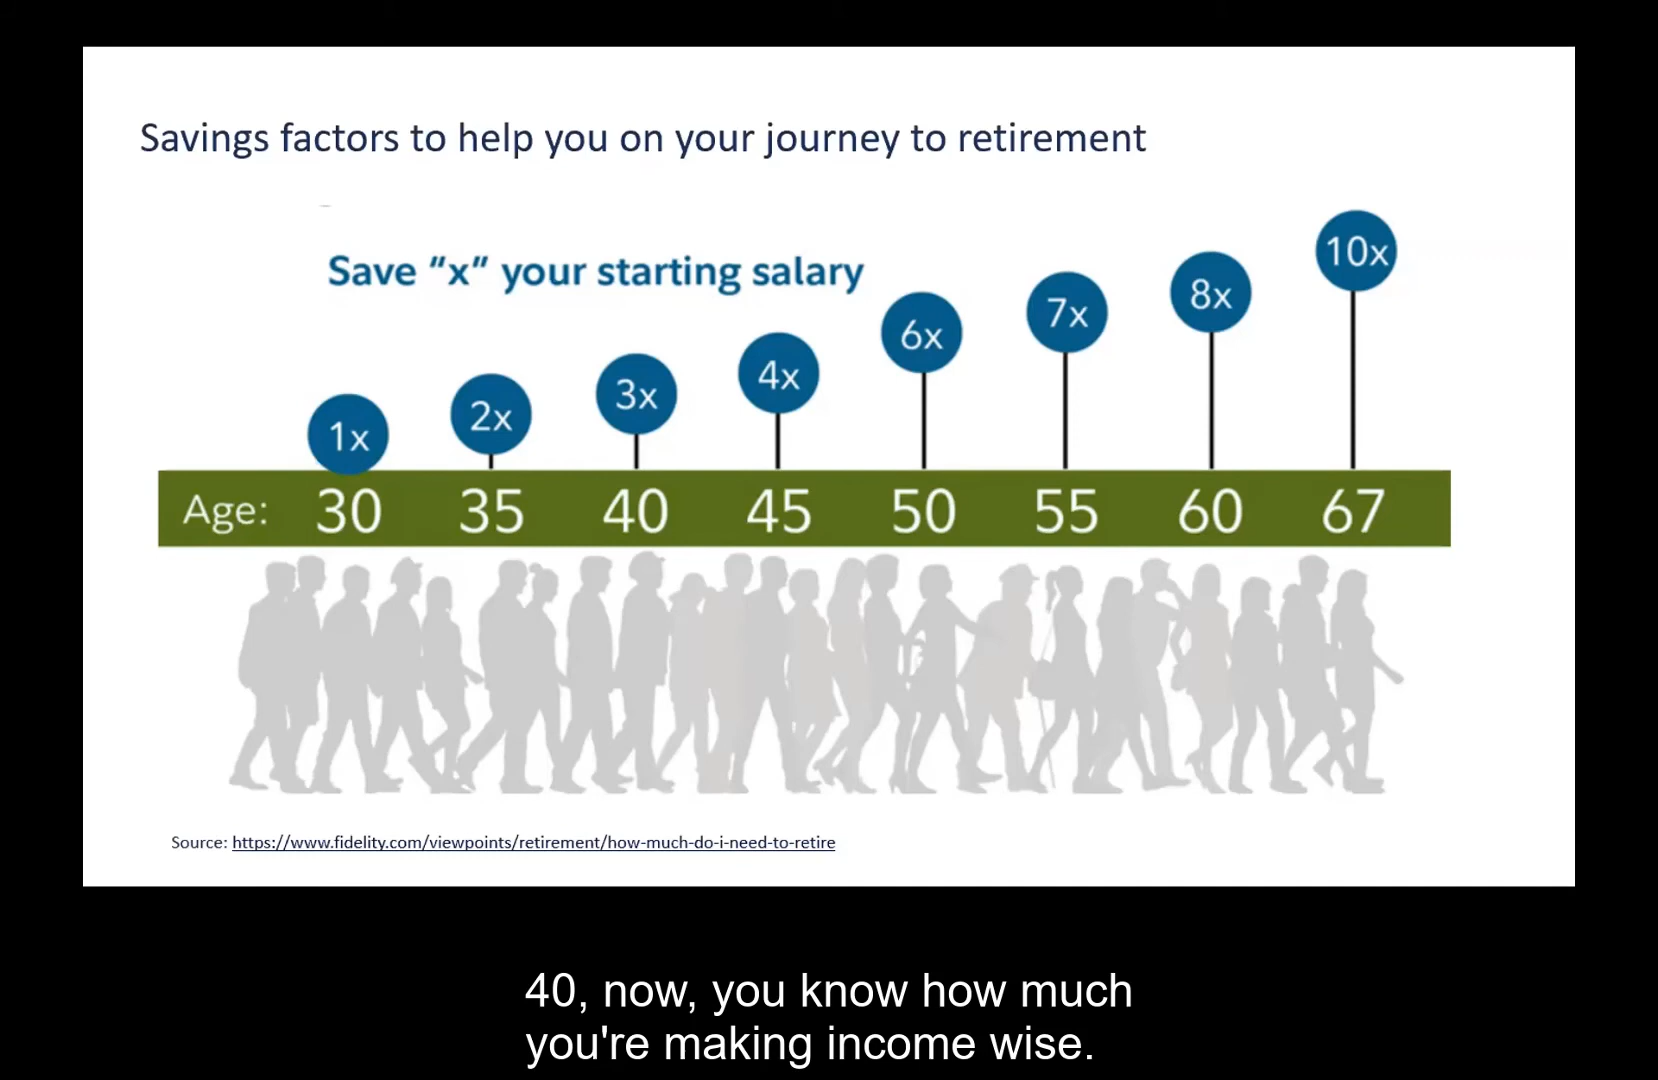 Savings factors to help you on your journey to retirement
Save “x” your starting salary
1x 2x 3x 4x 6x 7x 8x 10x
Age: 30 35 40 45 50 55 60 67
Source: https://www.fidelity.com/viewpoints/retirement/how-much-do-i-need-to-retire
40, now, you know how much
you're making income wise.